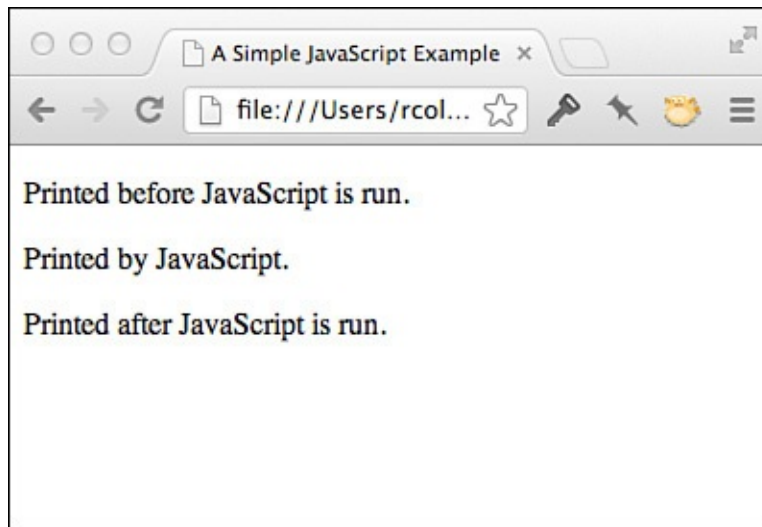 A Simple JavaScript Example
file:///Users/rcol...
Printed before JavaScript is run.
Printed by JavaScript.
Printed after JavaScript is run.